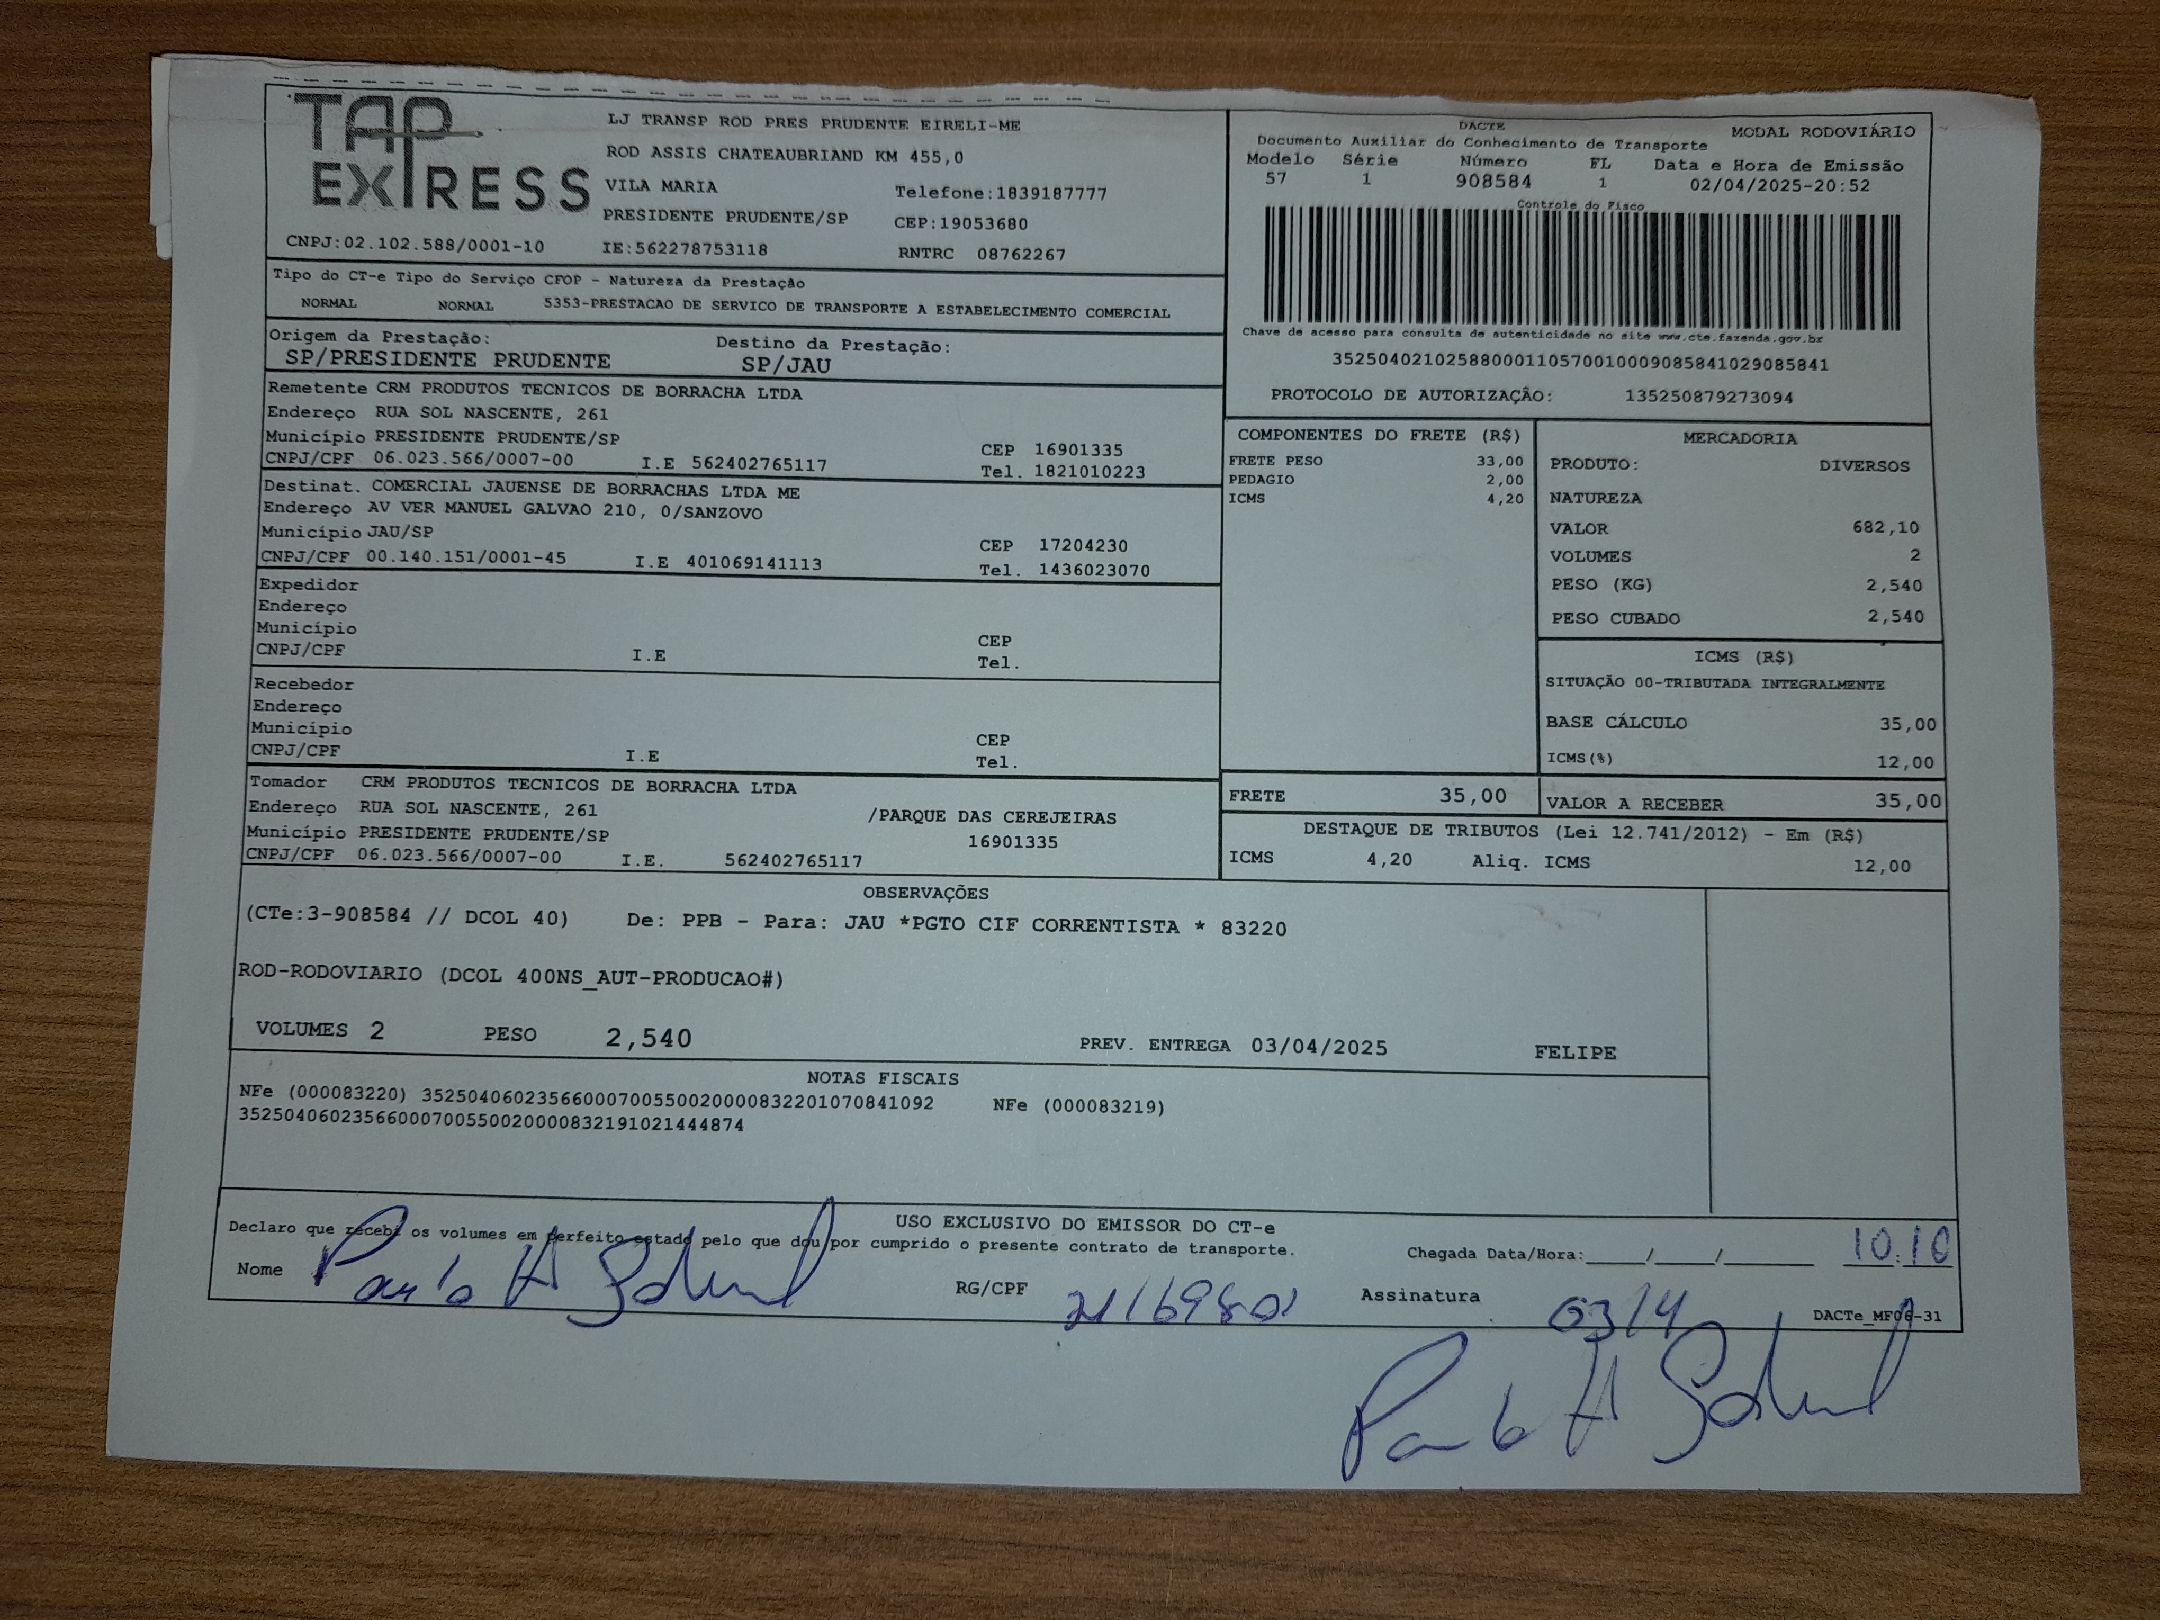 TAP EXPRESS
LJ TRANSP ROD PRES PRUDENTE EIRELI-ME
ROD ASSIS CHATEAUBRIAND KM 455,0
VILA MARIA Telefone:1839187777
PRESIDENTE PRUDENTE/SP CEP:19053680
CNPJ:02.102.588/0001-10 IE:562278753118 RNTRC 08762267
DACTE MODAL RODOVIÁRIO
Documento Auxiliar do Conhecimento de Transporte
Modelo Série Número FL Data e Hora de Emissão
57 1 908584 1 02/04/2025-20:52
Controle do Fisco
Chave de acesso para consulta de autenticidade no site www.cte.fazenda.gov.br
35250402102588000110570010009085841029085841
PROTOCOLO DE AUTORIZAÇÃO: 135250879273094
Tipo do CT-e Tipo do Serviço CFOP - Natureza da Prestação
NORMAL NORMAL 5353-PRESTACAO DE SERVICO DE TRANSPORTE A ESTABELECIMENTO COMERCIAL
Origem da Prestação: Destino da Prestação:
SP/PRESIDENTE PRUDENTE SP/JAU
Remetente CRM PRODUTOS TECNICOS DE BORRACHA LTDA
Endereço RUA SOL NASCENTE, 261
Município PRESIDENTE PRUDENTE/SP CEP 16901335
CNPJ/CPF 06.023.566/0007-00 I.E 562402765117 Tel. 1821010223
Destinat. COMERCIAL JAUENSE DE BORRACHAS LTDA ME
Endereço AV VER MANUEL GALVAO 210, 0/SANZOVO
Município JAU/SP CEP 17204230
CNPJ/CPF 00.140.151/0001-45 I.E 401069141113 Tel. 1436023070
Expedidor
Endereço
Município CEP
CNPJ/CPF I.E Tel.
Recebedor
Endereço
Município CEP
CNPJ/CPF I.E Tel.
Tomador CRM PRODUTOS TECNICOS DE BORRACHA LTDA
Endereço RUA SOL NASCENTE, 261 /PARQUE DAS CEREJEIRAS
Município PRESIDENTE PRUDENTE/SP 16901335
CNPJ/CPF 06.023.566/0007-00 I.E. 562402765117
COMPONENTES DO FRETE (R$)
FRETE PESO 33,00
PEDAGIO 2,00
ICMS 4,20
MERCADORIA
PRODUTO: DIVERSOS
NATUREZA
VALOR 682,10
VOLUMES 2
PESO (KG) 2,540
PESO CUBADO 2,540
ICMS (R$)
SITUAÇÃO 00-TRIBUTADA INTEGRALMENTE
BASE CÁLCULO 35,00
ICMS(%) 12,00
FRETE 35,00 VALOR A RECEBER 35,00
DESTAQUE DE TRIBUTOS (Lei 12.741/2012) - Em (R$)
ICMS 4,20 Aliq. ICMS 12,00
OBSERVAÇÕES
(CTe:3-908584 // DCOL 40) De: PPB - Para: JAU *PGTO CIF CORRENTISTA * 83220
ROD-RODOVIARIO (DCOL 400NS_AUT-PRODUCAO#)
VOLUMES 2 PESO 2,540 PREV. ENTREGA 03/04/2025 FELIPE
NOTAS FISCAIS
NFe (000083220) 35250406023566000700550020000832201070841092 NFe (000083219)
35250406023566000700550020000832191021444874
USO EXCLUSIVO DO EMISSOR DO CT-e
Declaro que recebi os volumes em perfeito estado pelo que dou por cumprido o presente contrato de transporte.
Chegada Data/Hora:____/____/______ 10:10
Nome Paulo H RG/CPF Assinatura 03/4
DACTe_MF06-31
Paulo H